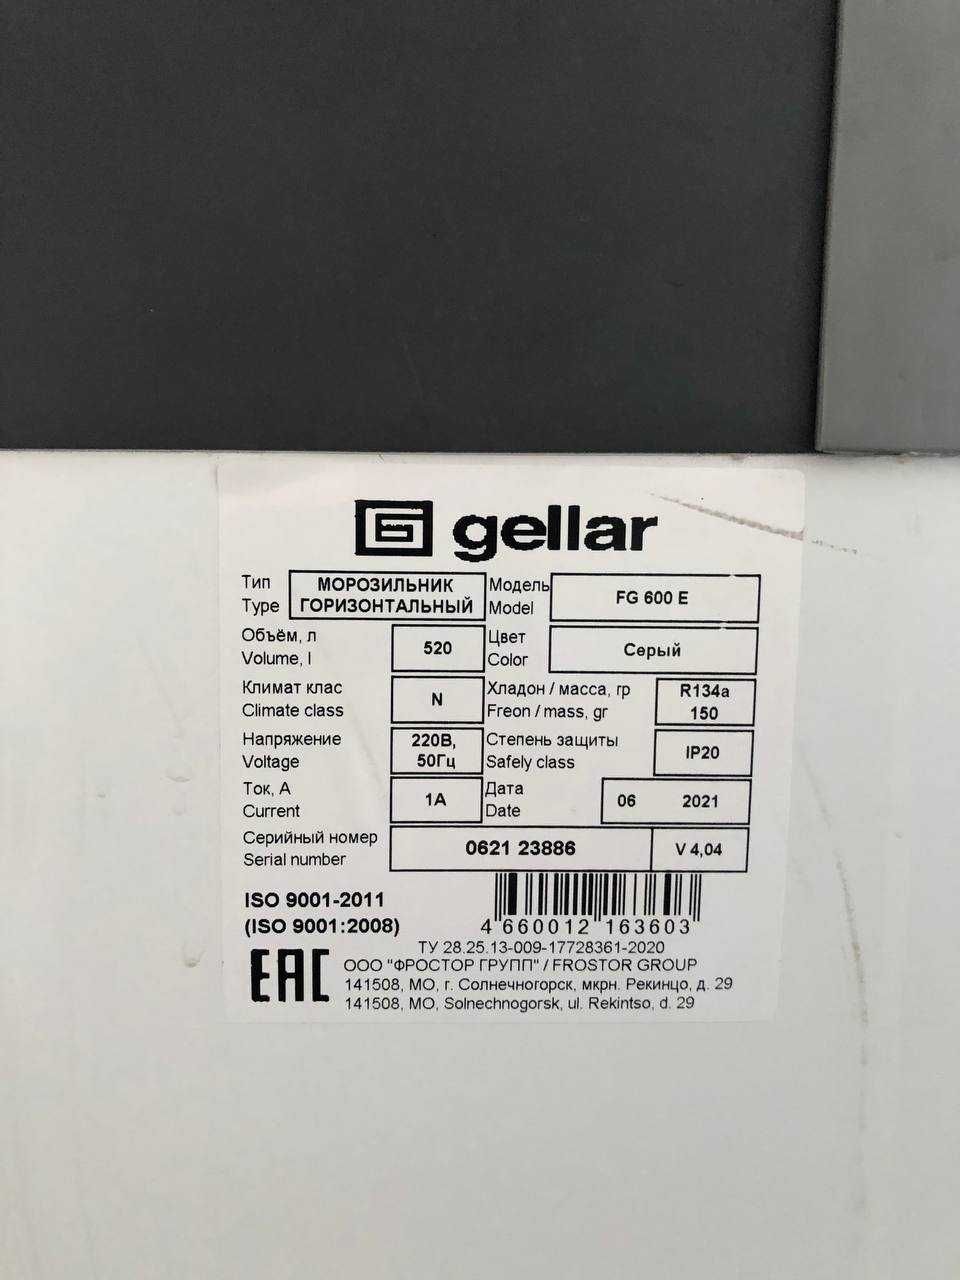 gellar
Тип МОРОЗИЛЬНИК Модель FG 600 E
Type ГОРИЗОНТАЛЬНЫЙ Model
Объём, л 520 Цвет Серый
Volume, l Color
Климат клас N Хладон / масса, гр R134a
Climate class Freon / mass, gr 150
Напряжение 220В, Степень защиты IP20
Voltage 50Гц Safely class
Ток, А 1А Дата 06 2021
Current Date
Серийный номер 0621 23886 V 4,04
Serial number
ISO 9001-2011
(ISO 9001:2008) 4 660012 163603
ТУ 28.25.13-009-17728361-2020
EAC ООО "ФРОСТОР ГРУПП" / FROSTOR GROUP
141508, МО, г. Солнечногорск, мкрн. Рекинцо, д. 29
141508, МО, Solnechnogorsk, ul. Rekintso, d. 29